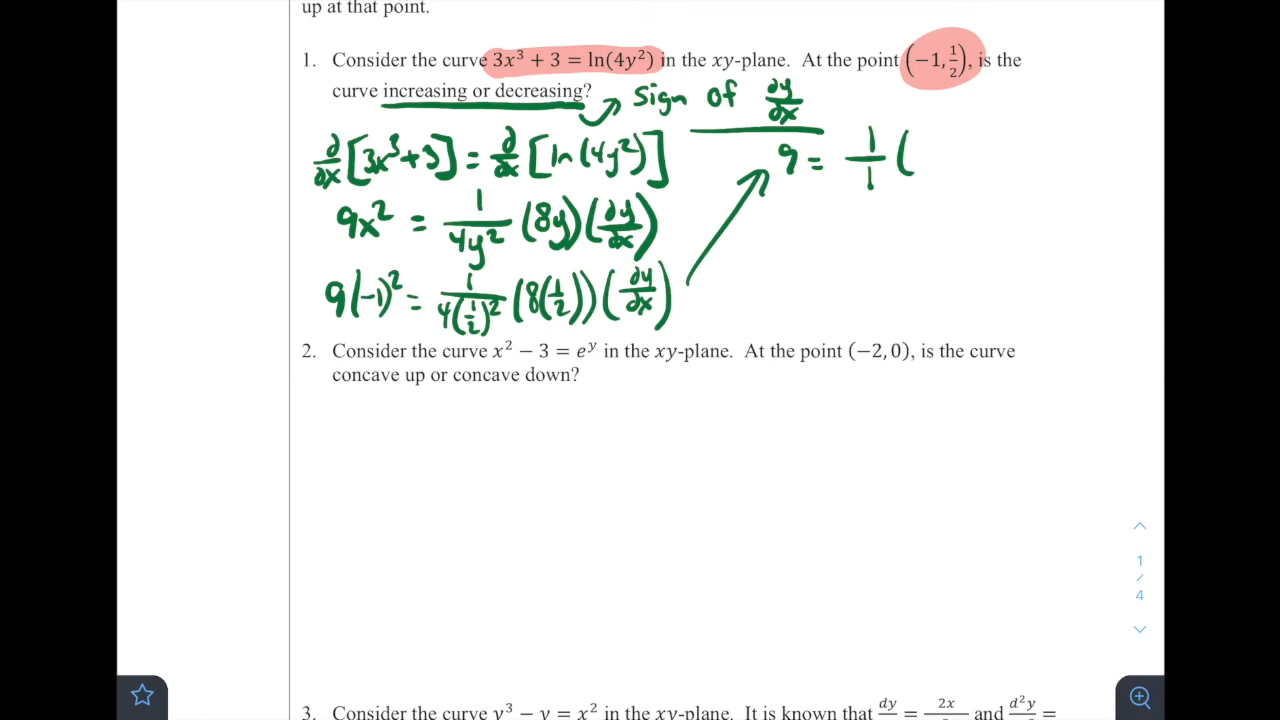 up at that point.
1. Consider the curve 3x³ + 3 = ln(4y²) in the xy-plane. At the point (−1, 1/2), is the
curve increasing or decreasing?
sign of dy/dx
d/dx [3x³+3] = d/dx [ln(4y²)]
9 = 1/1 (
9x² = 1/4y² (8y)(dy/dx)
9(-1)² = 1/4(1/2)² (8(1/2))(dy/dx)
2. Consider the curve x² − 3 = eʸ in the xy-plane. At the point (−2, 0), is the curve
concave up or concave down?
1
/
4
3. Consider the curve y³ − y = x² in the xy-plane. It is known that dy/ = 2x/ and d²y/ =